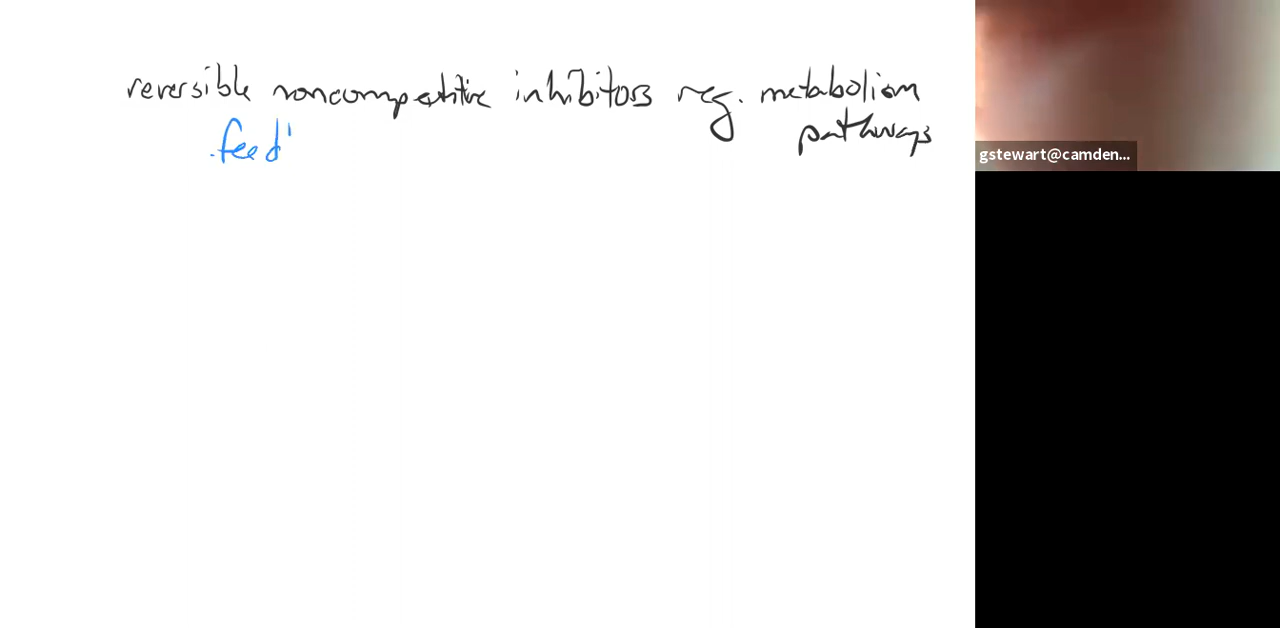 reversible noncompetitive inhibitors reg. metabolism
pathways
feed
gstewart@camden...